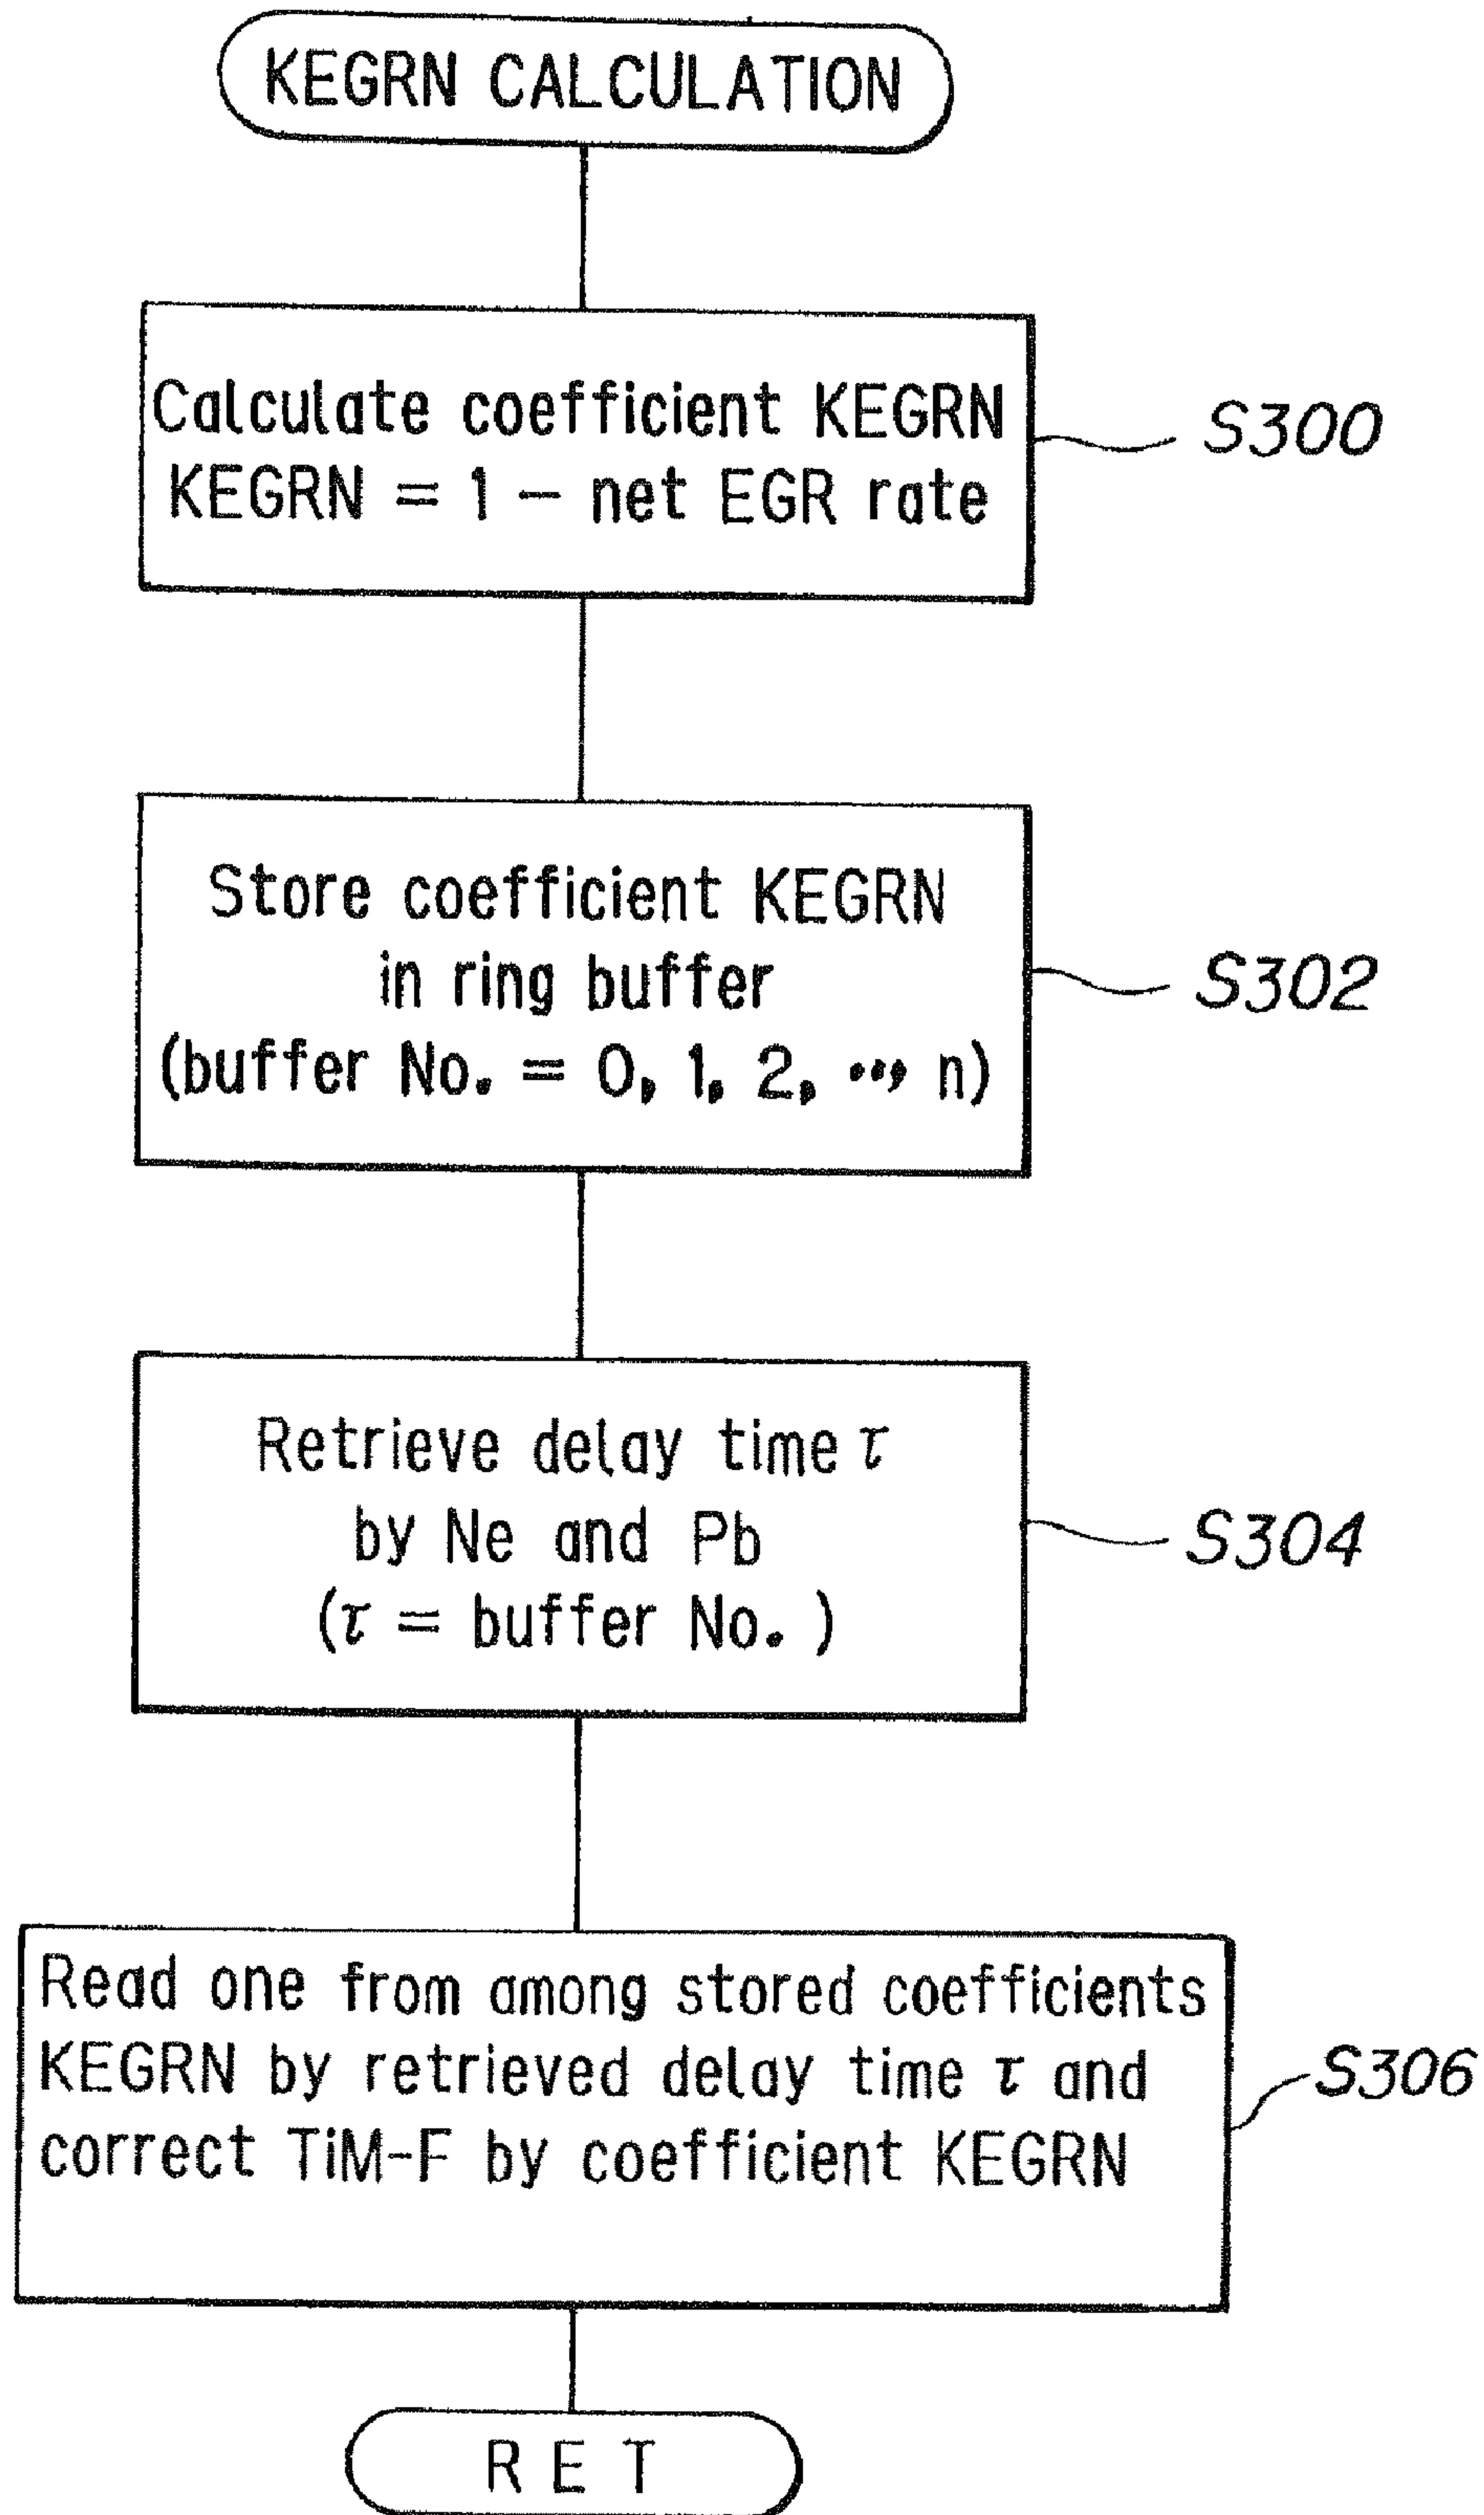 KEGRN CALCULATION
Calculate coefficient KEGRN
KEGRN = 1 − net EGR rate
S300
Store coefficient KEGRN
in ring buffer
(buffer No. = 0, 1, 2, ..., n)
S302
Retrieve delay time τ
by Ne and Pb
(τ = buffer No. )
S304
Read one from among stored coefficients
KEGRN by retrieved delay time τ and
correct TiM-F by coefficient KEGRN
S306
RET